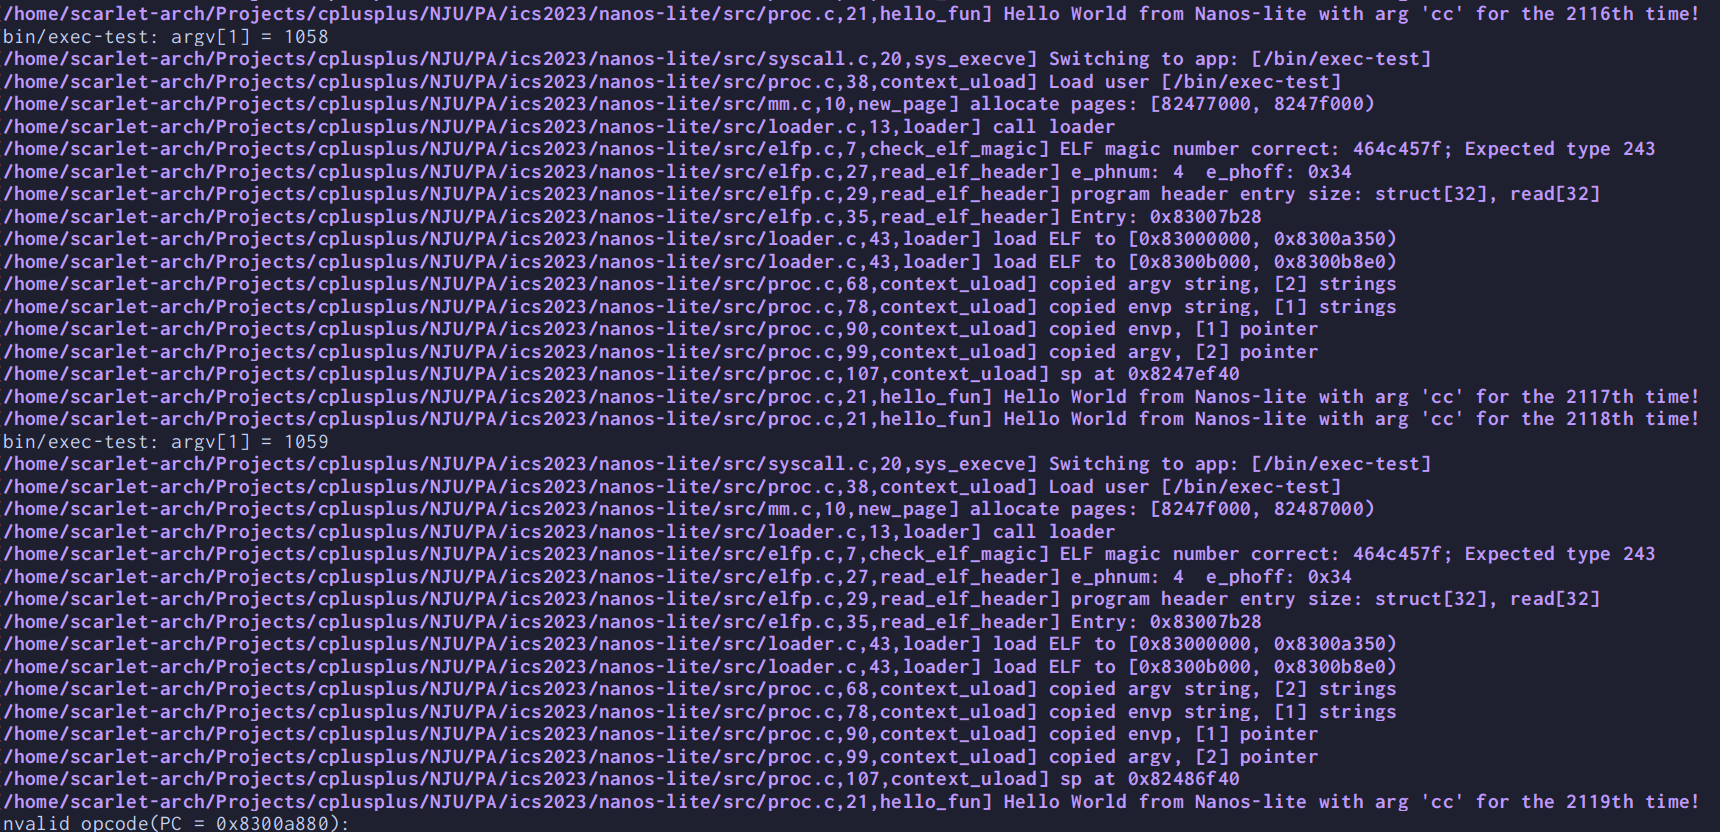 /home/scarlet-arch/Projects/cplusplus/NJU/PA/ics2023/nanos-lite/src/proc.c,21,hello_fun] Hello World from Nanos-lite with arg 'cc' for the 2116th time!
bin/exec-test: argv[1] = 1058
/home/scarlet-arch/Projects/cplusplus/NJU/PA/ics2023/nanos-lite/src/syscall.c,20,sys_execve] Switching to app: [/bin/exec-test]
/home/scarlet-arch/Projects/cplusplus/NJU/PA/ics2023/nanos-lite/src/proc.c,38,context_uload] Load user [/bin/exec-test]
/home/scarlet-arch/Projects/cplusplus/NJU/PA/ics2023/nanos-lite/src/mm.c,10,new_page] allocate pages: [82477000, 8247f000)
/home/scarlet-arch/Projects/cplusplus/NJU/PA/ics2023/nanos-lite/src/loader.c,13,loader] call loader
/home/scarlet-arch/Projects/cplusplus/NJU/PA/ics2023/nanos-lite/src/elfp.c,7,check_elf_magic] ELF magic number correct: 464c457f; Expected type 243
/home/scarlet-arch/Projects/cplusplus/NJU/PA/ics2023/nanos-lite/src/elfp.c,27,read_elf_header] e_phnum: 4  e_phoff: 0x34
/home/scarlet-arch/Projects/cplusplus/NJU/PA/ics2023/nanos-lite/src/elfp.c,29,read_elf_header] program header entry size: struct[32], read[32]
/home/scarlet-arch/Projects/cplusplus/NJU/PA/ics2023/nanos-lite/src/elfp.c,35,read_elf_header] Entry: 0x83007b28
/home/scarlet-arch/Projects/cplusplus/NJU/PA/ics2023/nanos-lite/src/loader.c,43,loader] load ELF to [0x83000000, 0x8300a350)
/home/scarlet-arch/Projects/cplusplus/NJU/PA/ics2023/nanos-lite/src/loader.c,43,loader] load ELF to [0x8300b000, 0x8300b8e0)
/home/scarlet-arch/Projects/cplusplus/NJU/PA/ics2023/nanos-lite/src/proc.c,68,context_uload] copied argv string, [2] strings
/home/scarlet-arch/Projects/cplusplus/NJU/PA/ics2023/nanos-lite/src/proc.c,78,context_uload] copied envp string, [1] strings
/home/scarlet-arch/Projects/cplusplus/NJU/PA/ics2023/nanos-lite/src/proc.c,90,context_uload] copied envp, [1] pointer
/home/scarlet-arch/Projects/cplusplus/NJU/PA/ics2023/nanos-lite/src/proc.c,99,context_uload] copied argv, [2] pointer
/home/scarlet-arch/Projects/cplusplus/NJU/PA/ics2023/nanos-lite/src/proc.c,107,context_uload] sp at 0x8247ef40
/home/scarlet-arch/Projects/cplusplus/NJU/PA/ics2023/nanos-lite/src/proc.c,21,hello_fun] Hello World from Nanos-lite with arg 'cc' for the 2117th time!
/home/scarlet-arch/Projects/cplusplus/NJU/PA/ics2023/nanos-lite/src/proc.c,21,hello_fun] Hello World from Nanos-lite with arg 'cc' for the 2118th time!
bin/exec-test: argv[1] = 1059
/home/scarlet-arch/Projects/cplusplus/NJU/PA/ics2023/nanos-lite/src/syscall.c,20,sys_execve] Switching to app: [/bin/exec-test]
/home/scarlet-arch/Projects/cplusplus/NJU/PA/ics2023/nanos-lite/src/proc.c,38,context_uload] Load user [/bin/exec-test]
/home/scarlet-arch/Projects/cplusplus/NJU/PA/ics2023/nanos-lite/src/mm.c,10,new_page] allocate pages: [8247f000, 82487000)
/home/scarlet-arch/Projects/cplusplus/NJU/PA/ics2023/nanos-lite/src/loader.c,13,loader] call loader
/home/scarlet-arch/Projects/cplusplus/NJU/PA/ics2023/nanos-lite/src/elfp.c,7,check_elf_magic] ELF magic number correct: 464c457f; Expected type 243
/home/scarlet-arch/Projects/cplusplus/NJU/PA/ics2023/nanos-lite/src/elfp.c,27,read_elf_header] e_phnum: 4  e_phoff: 0x34
/home/scarlet-arch/Projects/cplusplus/NJU/PA/ics2023/nanos-lite/src/elfp.c,29,read_elf_header] program header entry size: struct[32], read[32]
/home/scarlet-arch/Projects/cplusplus/NJU/PA/ics2023/nanos-lite/src/elfp.c,35,read_elf_header] Entry: 0x83007b28
/home/scarlet-arch/Projects/cplusplus/NJU/PA/ics2023/nanos-lite/src/loader.c,43,loader] load ELF to [0x83000000, 0x8300a350)
/home/scarlet-arch/Projects/cplusplus/NJU/PA/ics2023/nanos-lite/src/loader.c,43,loader] load ELF to [0x8300b000, 0x8300b8e0)
/home/scarlet-arch/Projects/cplusplus/NJU/PA/ics2023/nanos-lite/src/proc.c,68,context_uload] copied argv string, [2] strings
/home/scarlet-arch/Projects/cplusplus/NJU/PA/ics2023/nanos-lite/src/proc.c,78,context_uload] copied envp string, [1] strings
/home/scarlet-arch/Projects/cplusplus/NJU/PA/ics2023/nanos-lite/src/proc.c,90,context_uload] copied envp, [1] pointer
/home/scarlet-arch/Projects/cplusplus/NJU/PA/ics2023/nanos-lite/src/proc.c,99,context_uload] copied argv, [2] pointer
/home/scarlet-arch/Projects/cplusplus/NJU/PA/ics2023/nanos-lite/src/proc.c,107,context_uload] sp at 0x82486f40
/home/scarlet-arch/Projects/cplusplus/NJU/PA/ics2023/nanos-lite/src/proc.c,21,hello_fun] Hello World from Nanos-lite with arg 'cc' for the 2119th time!
nvalid opcode(PC = 0x8300a880):